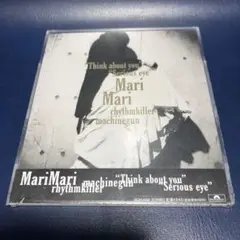 "Think about you"
"Serious eye"
Mari
Mari
rhythmkiller
machinegun
MariMari
rhythmkiller
machinegun
"Think about you"
"Serious eye"